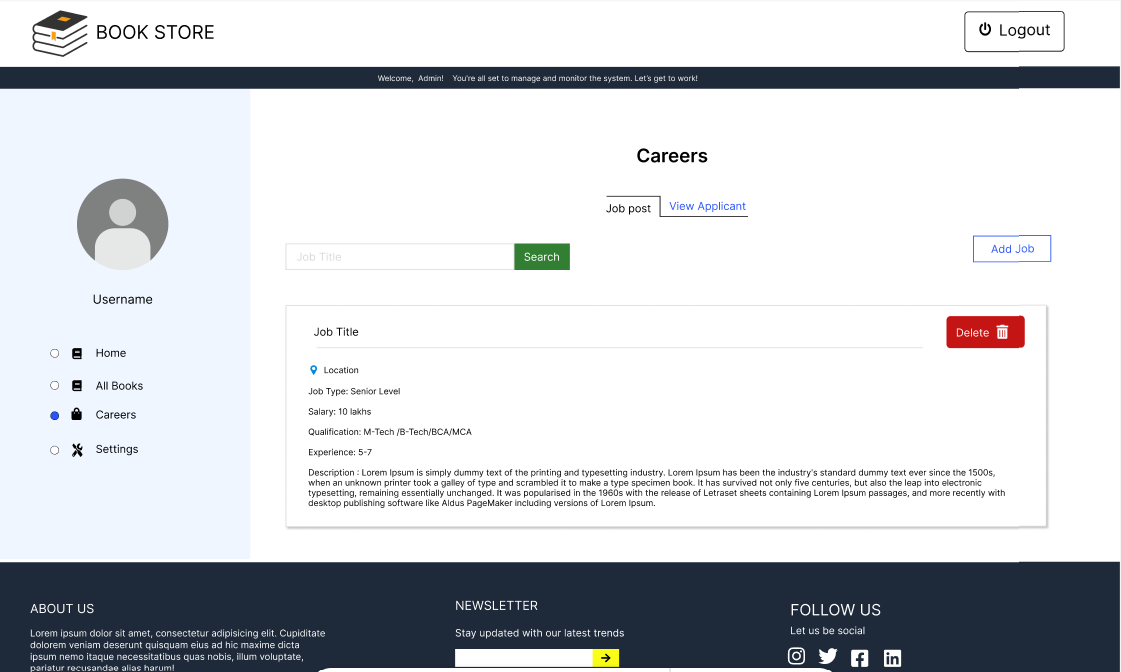 BOOK STORE
Logout
Welcome, Admin! You're all set to manage and monitor the system. Let's get to work!
Careers
Job post
View Applicant
Job Title
Search
Add Job
Username
Home
All Books
Careers
Settings
Job Title
Delete
Location
Job Type: Senior Level
Salary: 10 lakhs
Qualification: M-Tech /B-Tech/BCA/MCA
Experience: 5-7
Description : Lorem Ipsum is simply dummy text of the printing and typesetting industry. Lorem Ipsum has been the industry's standard dummy text ever since the 1500s,
when an unknown printer took a galley of type and scrambled it to make a type specimen book. It has survived not only five centuries, but also the leap into electronic
typesetting, remaining essentially unchanged. It was popularised in the 1960s with the release of Letraset sheets containing Lorem Ipsum passages, and more recently with
desktop publishing software like Aldus PageMaker including versions of Lorem Ipsum.
ABOUT US
Lorem ipsum dolor sit amet, consectetur adipisicing elit. Cupiditate
dolorem veniam deserunt quisquam eius ad hic maxime dicta
ipsum nemo itaque necessitatibus quas nobis, illum voluptate,
pariatur recusandae alias harum!
NEWSLETTER
Stay updated with our latest trends
FOLLOW US
Let us be social